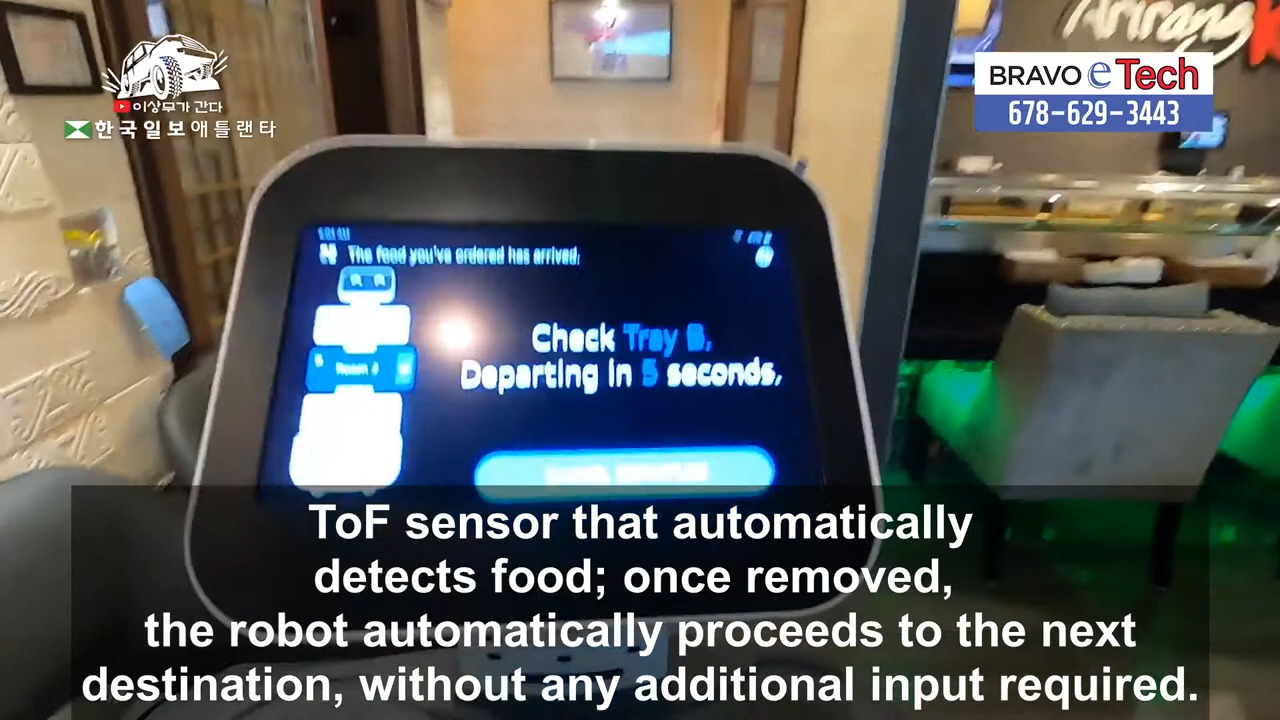 이상무가 간다
한국일보애틀랜타
BRAVO e Tech
678-629-3443
Arirang K
The food you've ordered has arrived.
Check Tray B.
Departing in 5 seconds.
ToF sensor that automatically
detects food; once removed,
the robot automatically proceeds to the next
destination, without any additional input required.